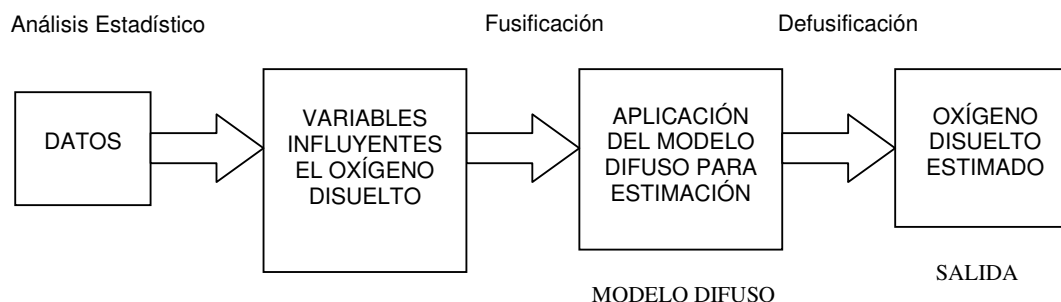 Análisis Estadístico
Fusificación
Defusificación
DATOS
VARIABLES
INFLUYENTES
EL OXÍGENO
DISUELTO
APLICACIÓN
DEL MODELO
DIFUSO PARA
ESTIMACIÓN
OXÍGENO
DISUELTO
ESTIMADO
MODELO DIFUSO
SALIDA